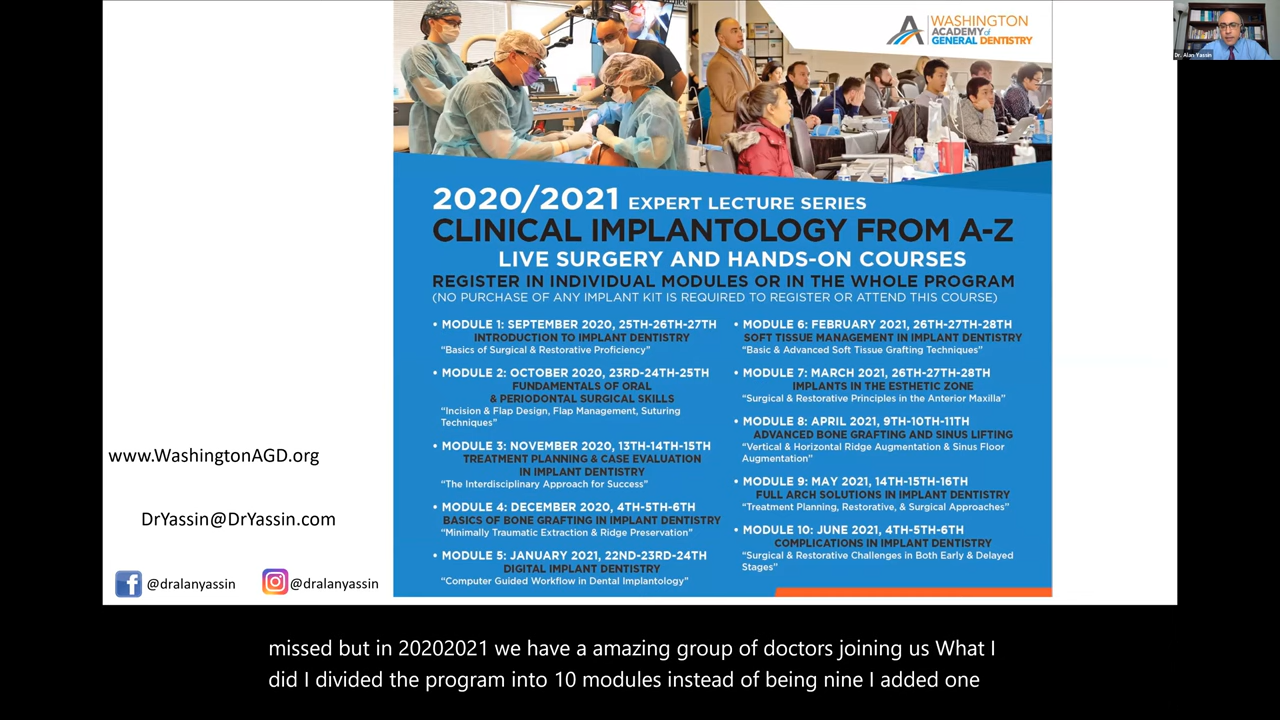 WASHINGTON
ACADEMY of
GENERAL DENTISTRY
Dr. Alan Yassin
2020/2021 EXPERT LECTURE SERIES
CLINICAL IMPLANTOLOGY FROM A-Z
LIVE SURGERY AND HANDS-ON COURSES
REGISTER IN INDIVIDUAL MODULES OR IN THE WHOLE PROGRAM
(NO PURCHASE OF ANY IMPLANT KIT IS REQUIRED TO REGISTER OR ATTEND THIS COURSE)
• MODULE 1: SEPTEMBER 2020, 25TH-26TH-27TH
INTRODUCTION TO IMPLANT DENTISTRY
"Basics of Surgical & Restorative Proficiency"
• MODULE 2: OCTOBER 2020, 23RD-24TH-25TH
FUNDAMENTALS OF ORAL
& PERIODONTAL SURGICAL SKILLS
"Incision & Flap Design, Flap Management, Suturing
Techniques"
• MODULE 3: NOVEMBER 2020, 13TH-14TH-15TH
TREATMENT PLANNING & CASE EVALUATION
IN IMPLANT DENTISTRY
"The Interdisciplinary Approach for Success"
• MODULE 4: DECEMBER 2020, 4TH-5TH-6TH
BASICS OF BONE GRAFTING IN IMPLANT DENTISTRY
"Minimally Traumatic Extraction & Ridge Preservation"
• MODULE 5: JANUARY 2021, 22ND-23RD-24TH
DIGITAL IMPLANT DENTISTRY
"Computer Guided Workflow in Dental Implantology"
• MODULE 6: FEBRUARY 2021, 26TH-27TH-28TH
SOFT TISSUE MANAGEMENT IN IMPLANT DENTISTRY
"Basic & Advanced Soft Tissue Grafting Techniques"
• MODULE 7: MARCH 2021, 26TH-27TH-28TH
IMPLANTS IN THE ESTHETIC ZONE
"Surgical & Restorative Principles in the Anterior Maxilla"
• MODULE 8: APRIL 2021, 9TH-10TH-11TH
ADVANCED BONE GRAFTING AND SINUS LIFTING
"Vertical & Horizontal Ridge Augmentation & Sinus Floor
Augmentation"
• MODULE 9: MAY 2021, 14TH-15TH-16TH
FULL ARCH SOLUTIONS IN IMPLANT DENTISTRY
"Treatment Planning, Restorative, & Surgical Approaches"
• MODULE 10: JUNE 2021, 4TH-5TH-6TH
COMPLICATIONS IN IMPLANT DENTISTRY
"Surgical & Restorative Challenges in Both Early & Delayed
Stages"
www.WashingtonAGD.org
DrYassin@DrYassin.com
@dralanyassin
@dralanyassin
missed but in 20202021 we have a amazing group of doctors joining us What I
did I divided the program into 10 modules instead of being nine I added one